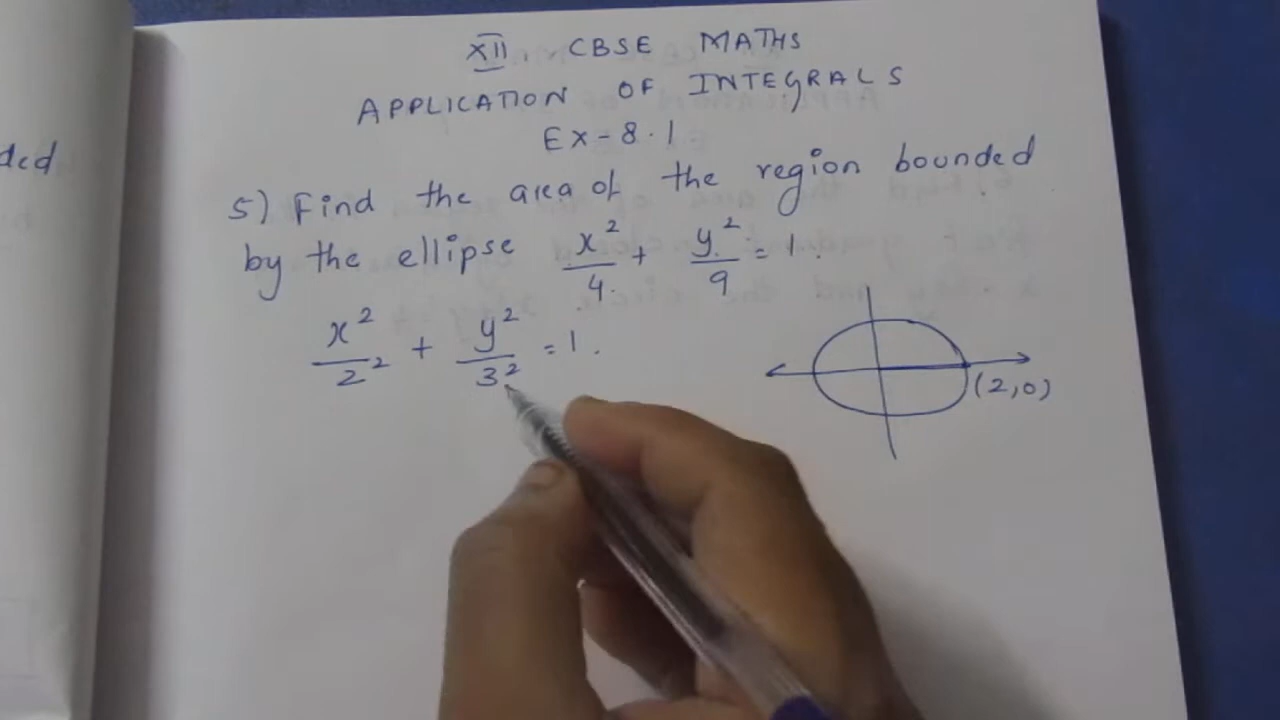 XII. CBSE MATHS
APPLICATION OF INTEGRALS
EX-8.1
5) Find the area of the region bounded
by the ellipse x²/4 + y²/9 = 1.
x²/2² + y²/3² = 1.
(2,0)
ded